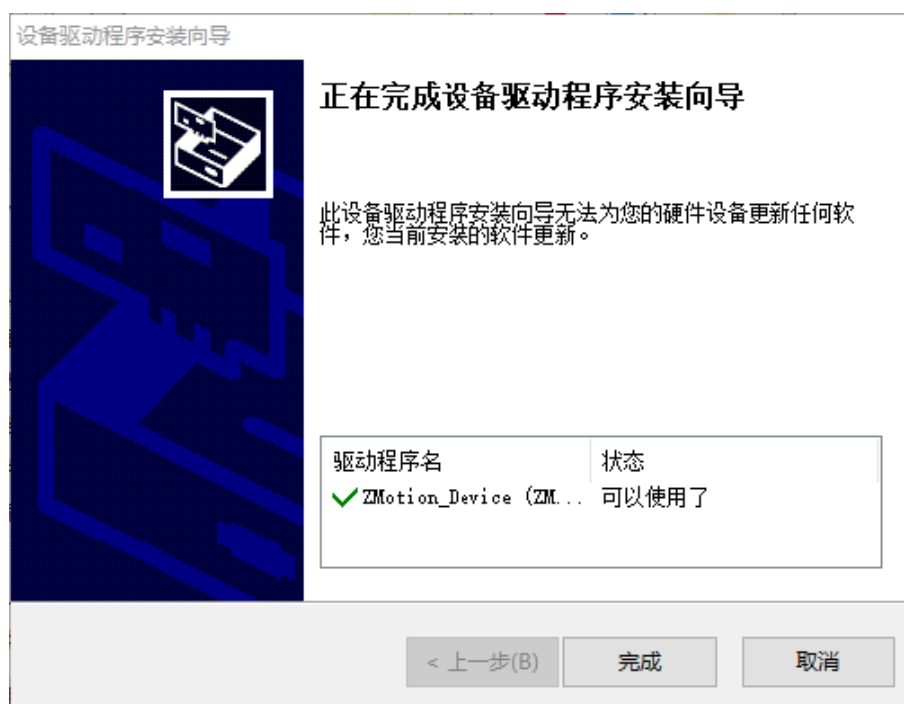 设备驱动程序安装向导
正在完成设备驱动程序安装向导
此设备驱动程序安装向导无法为您的硬件设备更新任何软
件，您当前安装的软件更新。
驱动程序名 状态
ZMotion_Device (ZM... 可以使用了
< 上一步(B) 完成 取消